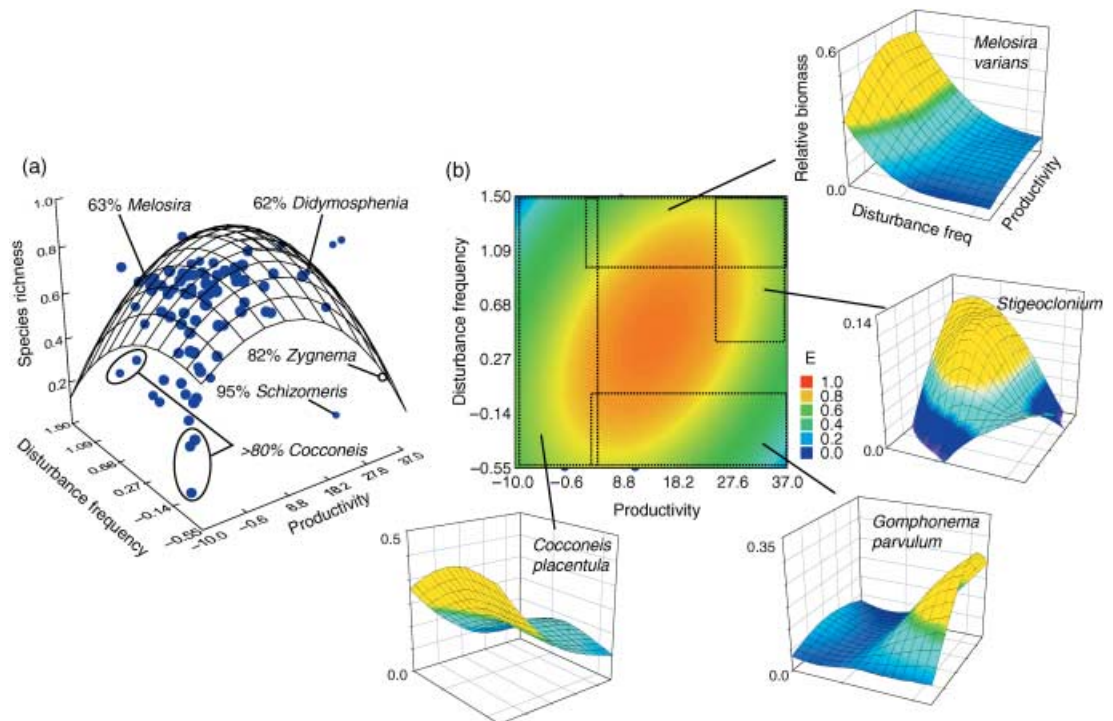 (a)
63% Melosira
62% Didymosphenia
Species richness
1.0
0.8
0.6
0.4
0.2
82% Zygnema
95% Schizomeris
>80% Cocconeis
1.09
0.68
0.27
−0.14
−0.55
Disturbance frequency
−10.0
−0.6
8.8
18.2
27.6
37.0
Productivity
(b)
Disturbance frequency
1.50
1.09
0.68
0.27
−0.14
−0.55
−10.0
−0.6
8.8
18.2
27.6
37.0
Productivity
E
1.0
0.8
0.6
0.4
0.2
0.0
Melosira
varians
0.6
Relative biomass
0.0
Disturbance freq
Productivity
Stigeoclonium
0.14
0.0
Cocconeis
placentula
0.5
0.0
Gomphonema
parvulum
0.35
0.0